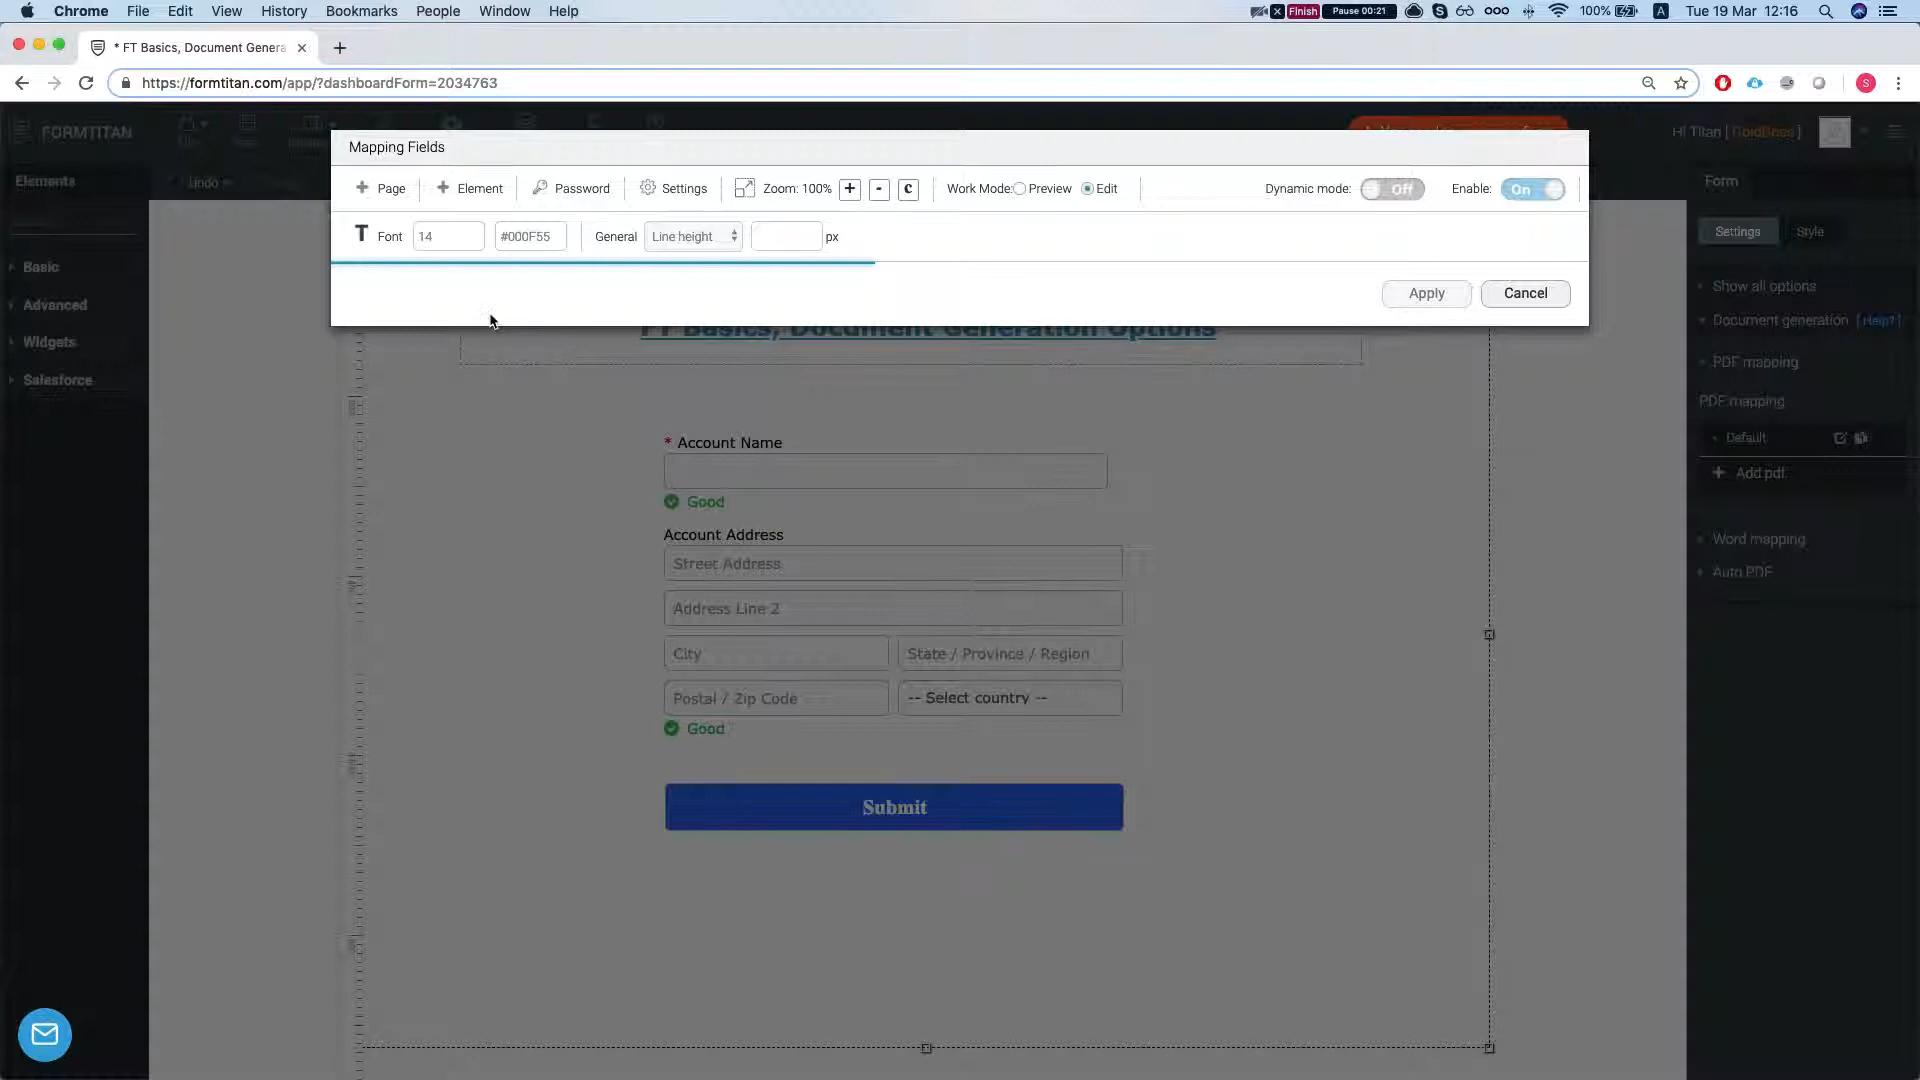 Chrome File Edit View History Bookmarks People Window Help
Finish Pause 00:21 100% A Tue 19 Mar 12:16
* FT Basics, Document Genera
https://formtitan.com/app/?dashboardForm=2034763
S
FORMTITAN
Hi Titan [ GoldBoss ]
Mapping Fields
Elements
Undo
Form
Page Element Password Settings Zoom: 100% + - C Work Mode: Preview Edit Dynamic mode: Off Enable: On
T Font 14 #000F55 General Line height px
Settings Style
Basic
Apply Cancel
Show all options
Advanced
Document generation [ Help? ]
FT Basics, Document Generation Options
Widgets
PDF mapping
Salesforce
PDF mapping
Default
Add pdf.
* Account Name
Good
Account Address
Word mapping
Street Address
Auto PDF
Address Line 2
City State / Province / Region
Postal / Zip Code -- Select country --
Good
Submit